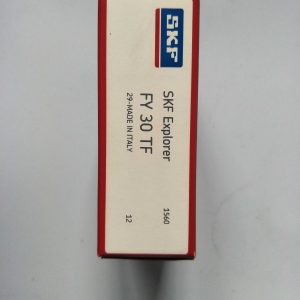 SKF
SKF Explorer 1560
FY 30 TF
29-MADE IN ITALY 12